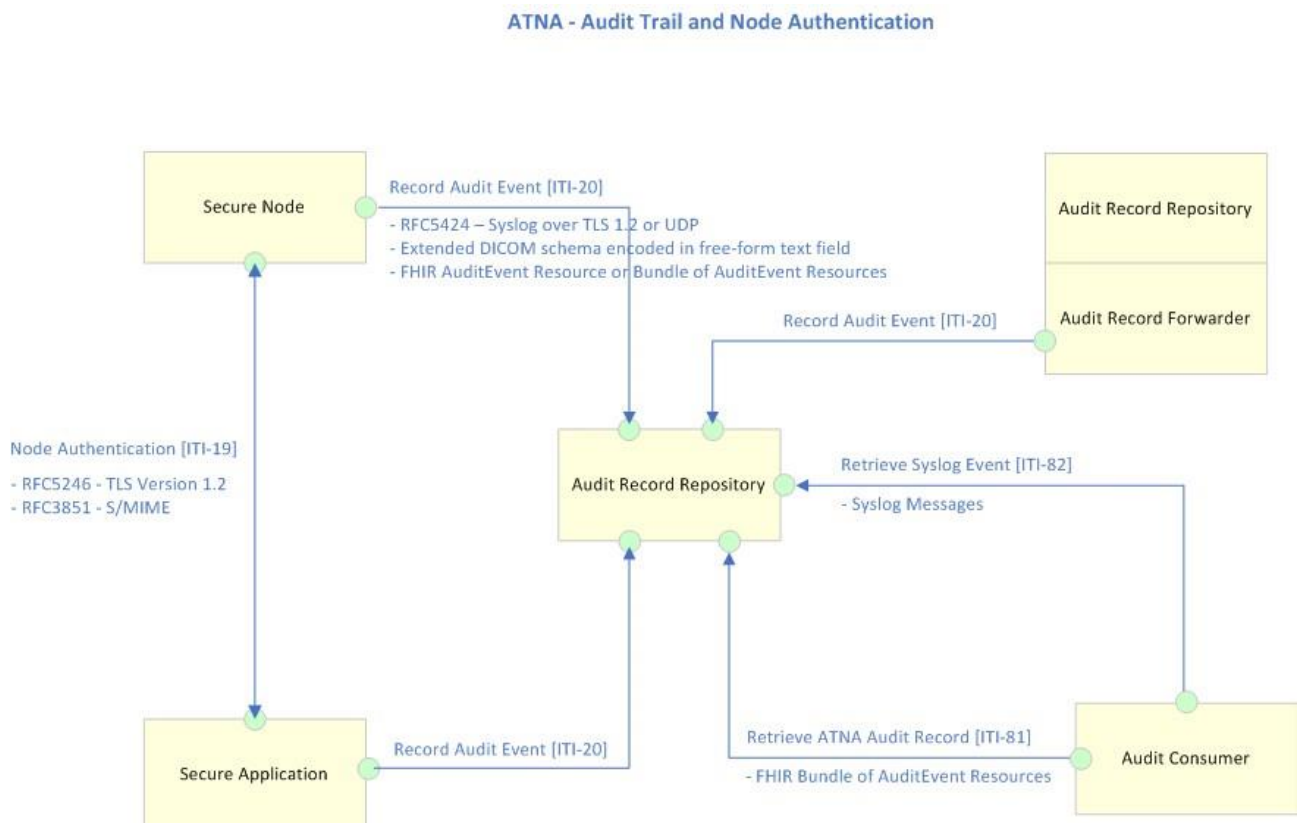 ATNA - Audit Trail and Node Authentication
Secure Node
Record Audit Event [ITI-20]
- RFC5424 – Syslog over TLS 1.2 or UDP
- Extended DICOM schema encoded in free-form text field
- FHIR AuditEvent Resource or Bundle of AuditEvent Resources
Audit Record Repository
Audit Record Forwarder
Record Audit Event [ITI-20]
Node Authentication [ITI-19]
- RFC5246 - TLS Version 1.2
- RFC3851 - S/MIME
Audit Record Repository
Retrieve Syslog Event [ITI-82]
- Syslog Messages
Secure Application
Record Audit Event [ITI-20]
Retrieve ATNA Audit Record [ITI-81]
- FHIR Bundle of AuditEvent Resources
Audit Consumer